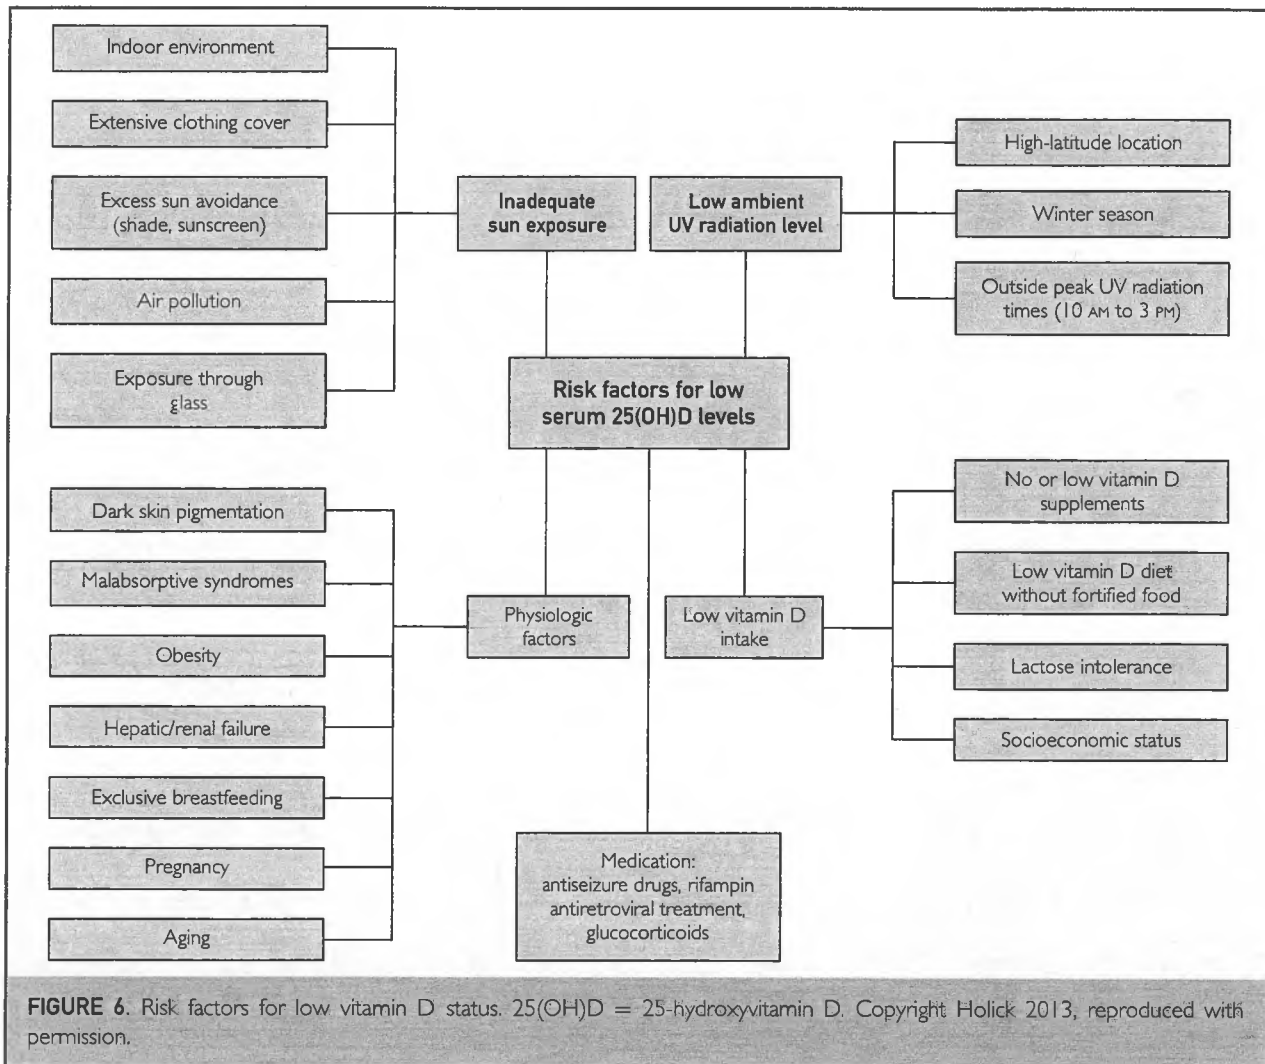 Indoor environment
Extensive clothing cover
Excess sun avoidance
(shade, sunscreen)
Air pollution
Exposure through
glass
Inadequate
sun exposure
Low ambient
UV radiation level
High-latitude location
Winter season
Outside peak UV radiation
times (10 AM to 3 PM)
Risk factors for low
serum 25(OH)D levels
Dark skin pigmentation
Malabsorptive syndromes
Obesity
Hepatic/renal failure
Exclusive breastfeeding
Pregnancy
Aging
Physiologic
factors
Low vitamin D
intake
No or low vitamin D
supplements
Low vitamin D diet
without fortified food
Lactose intolerance
Socioeconomic status
Medication:
antiseizure drugs, rifampin
antiretroviral treatment,
glucocorticoids
FIGURE 6. Risk factors for low vitamin D status. 25(OH)D = 25-hydroxyvitamin D. Copyright Holick 2013, reproduced with
permission.